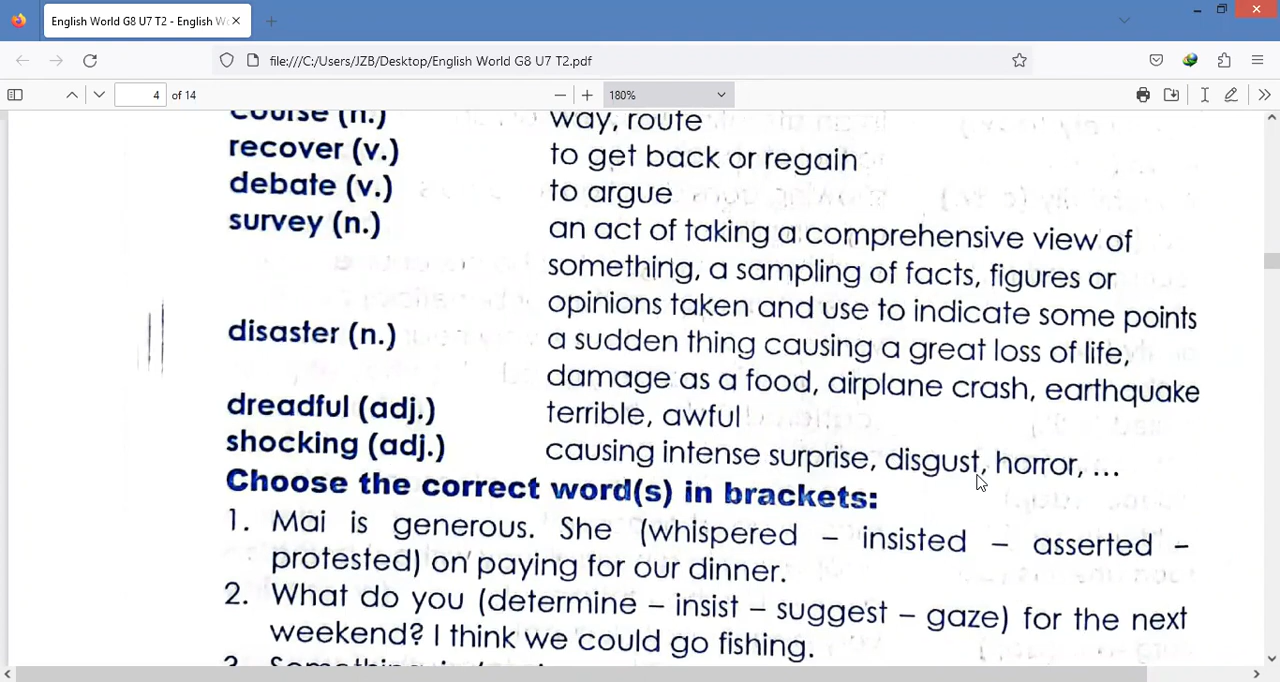 English World G8 U7 T2 - English Wo
file:///C:/Users/JZB/Desktop/English World G8 U7 T2.pdf
4 of 14
180%
course (n.) way, route
recover (v.) to get back or regain
debate (v.) to argue
survey (n.) an act of taking a comprehensive view of
something, a sampling of facts, figures or
opinions taken and use to indicate some points
disaster (n.) a sudden thing causing a great loss of life,
damage as a food, airplane crash, earthquake
dreadful (adj.) terrible, awful
shocking (adj.) causing intense surprise, disgust, horror, ...
Choose the correct word(s) in brackets:
1. Mai is generous. She (whispered – insisted – asserted –
protested) on paying for our dinner.
2. What do you (determine – insist – suggest – gaze) for the next
weekend? I think we could go fishing.